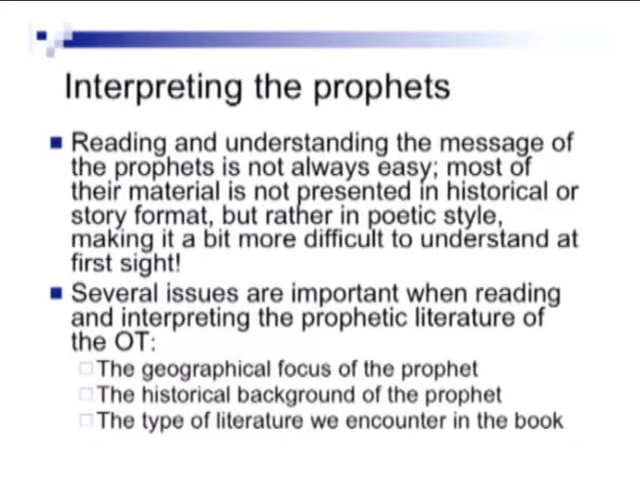 Interpreting the prophets
Reading and understanding the message of
the prophets is not always easy; most of
their material is not presented in historical or
story format, but rather in poetic style,
making it a bit more difficult to understand at
first sight!
Several issues are important when reading
and interpreting the prophetic literature of
the OT:
The geographical focus of the prophet
The historical background of the prophet
The type of literature we encounter in the book